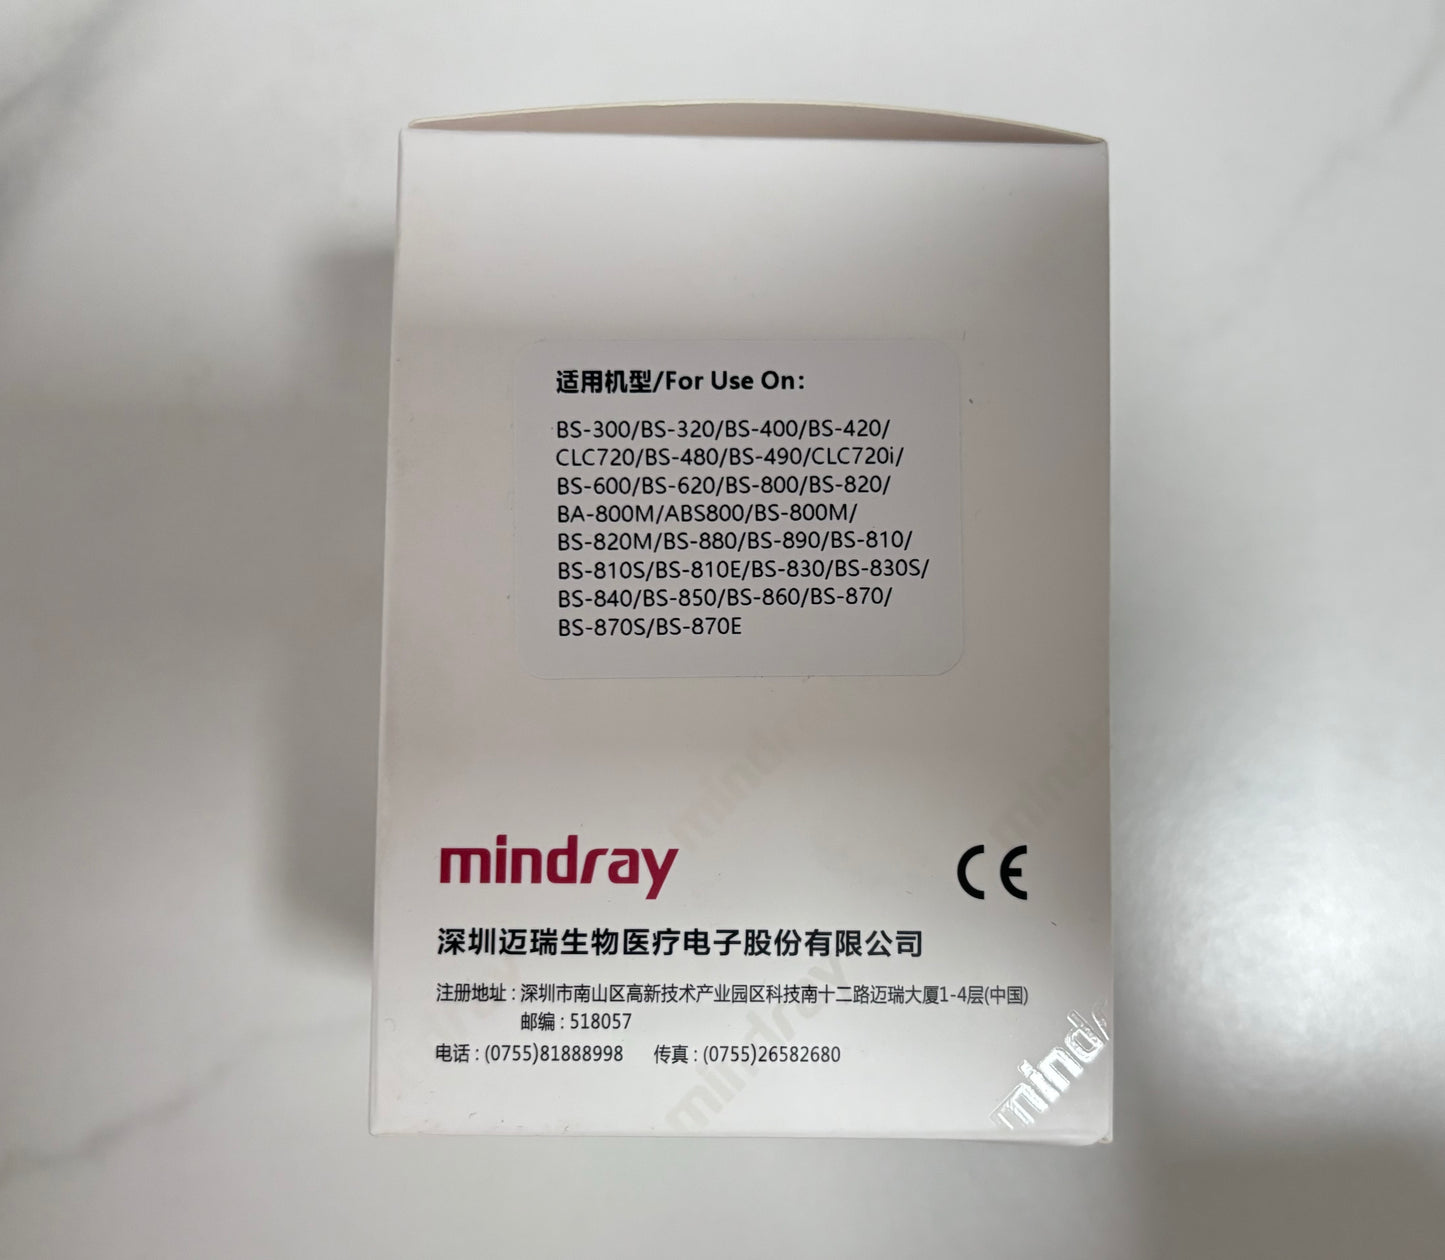 适用机型/For Use On:
BS-300/BS-320/BS-400/BS-420/
CLC720/BS-480/BS-490/CLC720i/
BS-600/BS-620/BS-800/BS-820/
BA-800M/ABS800/BS-800M/
BS-820M/BS-880/BS-890/BS-810/
BS-810S/BS-810E/BS-830/BS-830S/
BS-840/BS-850/BS-860/BS-870/
BS-870S/BS-870E
mindray
mind
mindray CE
深圳迈瑞生物医疗电子股份有限公司
注册地址:深圳市南山区高新技术产业园区科技南十二路迈瑞大厦1-4层(中国)
邮编:518057
电话:(0755)81888998 传真:(0755)26582680
ray
mindray
mindr